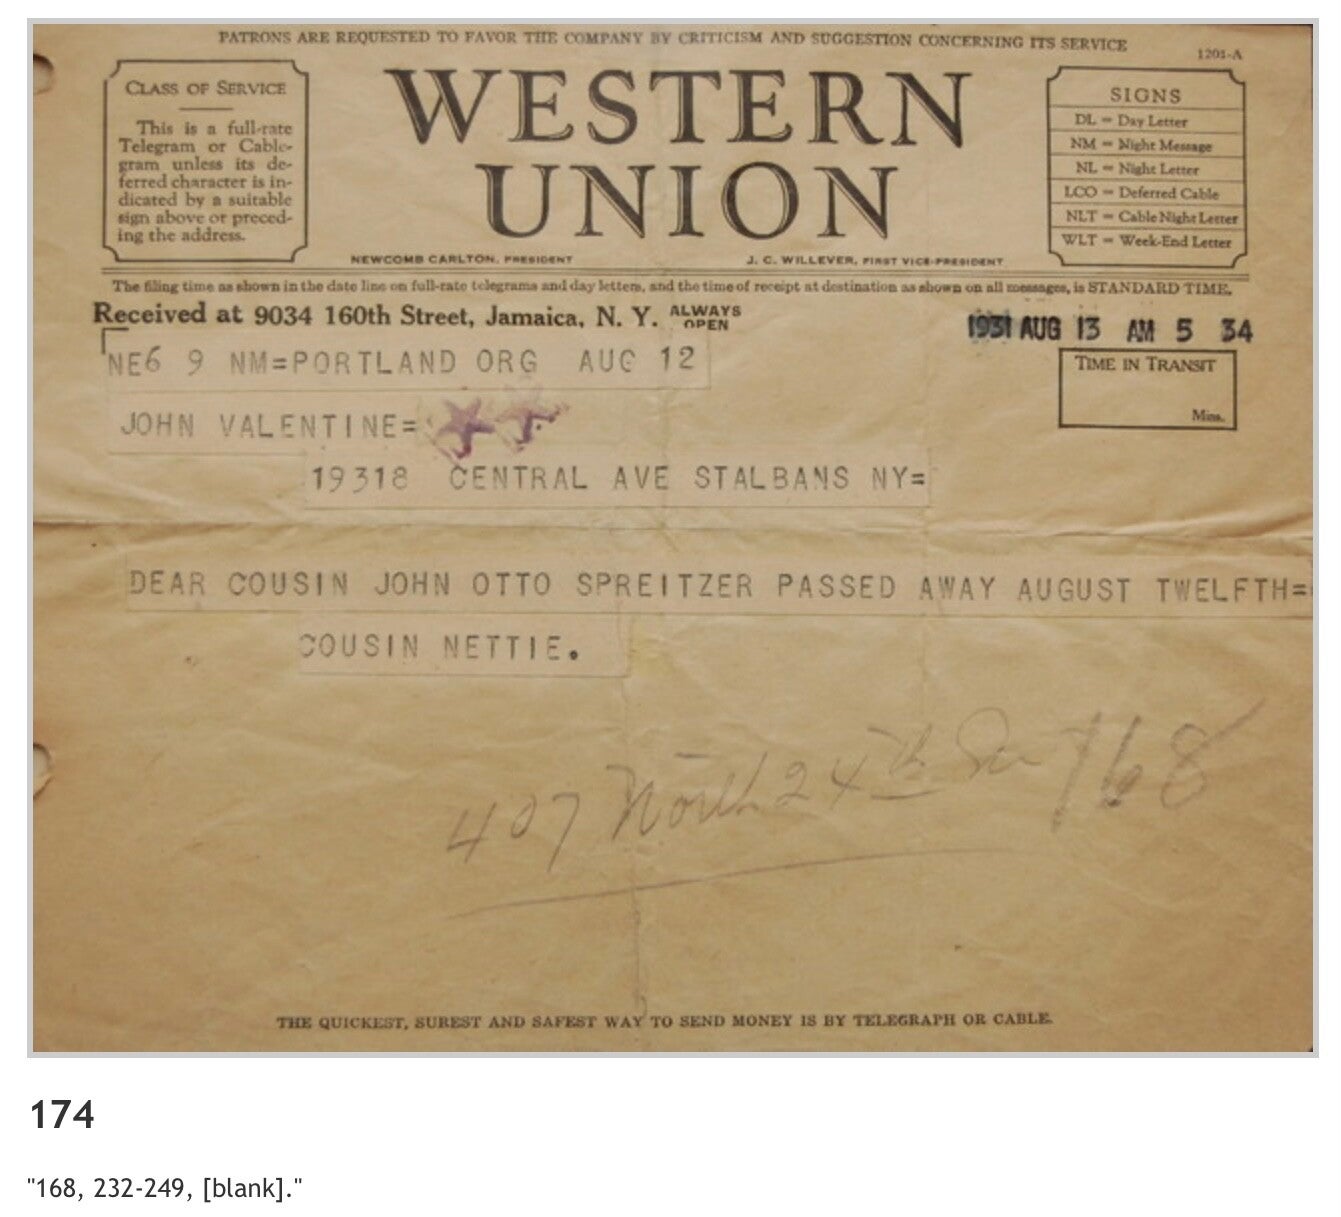 PATRONS ARE REQUESTED TO FAVOR THE COMPANY BY CRITICISM AND SUGGESTION CONCERNING ITS SERVICE
1201-A
CLASS OF SERVICE
This is a full-rate
Telegram or Cable-
gram unless its de-
ferred character is in-
dicated by a suitable
sign above or preced-
ing the address.
WESTERN
UNION
NEWCOMB CARLTON, PRESIDENT
J. C. WILLEVER, FIRST VICE-PRESIDENT
SIGNS
DL = Day Letter
NM = Night Message
NL = Night Letter
LCO = Deferred Cable
NLT = Cable Night Letter
WLT = Week-End Letter
The filing time as shown in the date line on full-rate telegrams and day letters, and the time of receipt at destination as shown on all messages, is STANDARD TIME.
Received at 9034 160th Street, Jamaica, N. Y. ALWAYS OPEN
1931 AUG 13 AM 5 34
TIME IN TRANSIT
Mins.
NE6 9 NM=PORTLAND ORG AUG 12
JOHN VALENTINE=
19318 CENTRAL AVE STALBANS NY=
DEAR COUSIN JOHN OTTO SPREITZER PASSED AWAY AUGUST TWELFTH=
COUSIN NETTIE.
407 North 24th 168
THE QUICKEST, SUREST AND SAFEST WAY TO SEND MONEY IS BY TELEGRAPH OR CABLE.
174
"168, 232-249, [blank]."